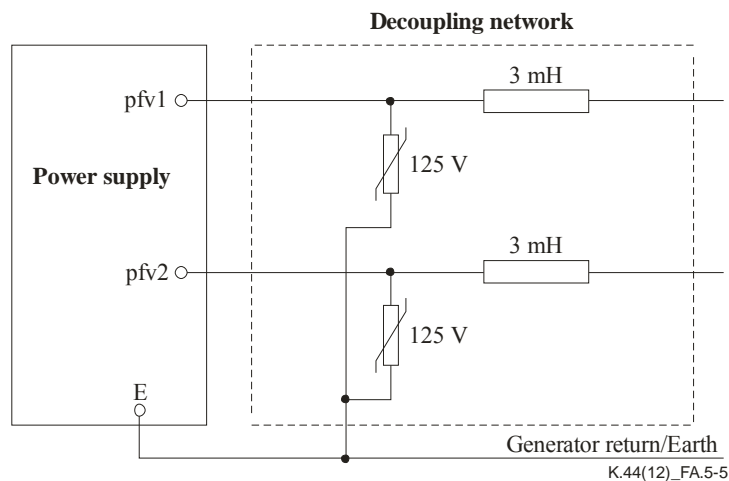 Decoupling network
3 mH
pfv1
125 V
Power supply
3 mH
pfv2
125 V
E
Generator return/Earth
K.44(12)_FA.5-5